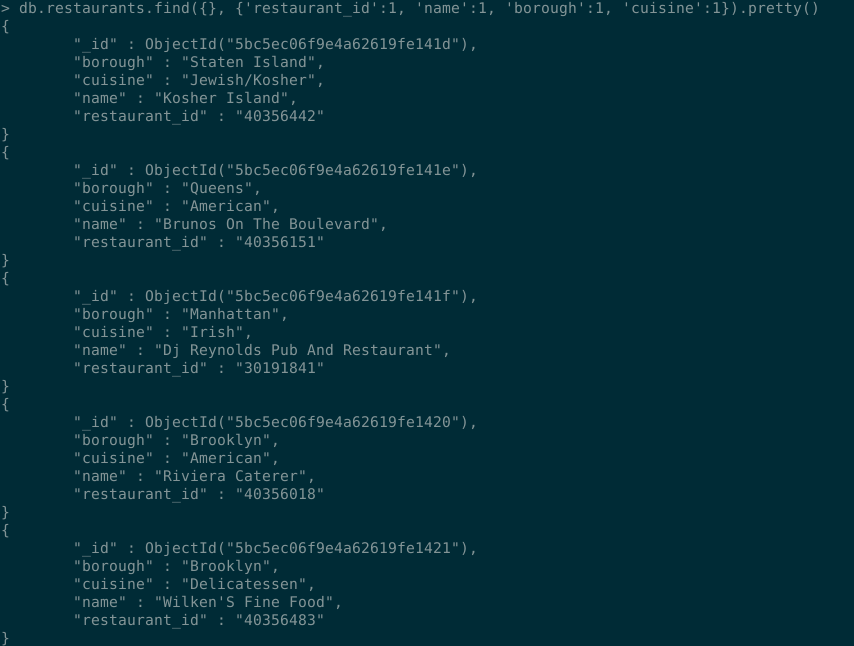 > db.restaurants.find({}, {'restaurant_id':1, 'name':1, 'borough':1, 'cuisine':1}).pretty()
{
        "_id" : ObjectId("5bc5ec06f9e4a62619fe141d"),
        "borough" : "Staten Island",
        "cuisine" : "Jewish/Kosher",
        "name" : "Kosher Island",
        "restaurant_id" : "40356442"
}
{
        "_id" : ObjectId("5bc5ec06f9e4a62619fe141e"),
        "borough" : "Queens",
        "cuisine" : "American",
        "name" : "Brunos On The Boulevard",
        "restaurant_id" : "40356151"
}
{
        "_id" : ObjectId("5bc5ec06f9e4a62619fe141f"),
        "borough" : "Manhattan",
        "cuisine" : "Irish",
        "name" : "Dj Reynolds Pub And Restaurant",
        "restaurant_id" : "30191841"
}
{
        "_id" : ObjectId("5bc5ec06f9e4a62619fe1420"),
        "borough" : "Brooklyn",
        "cuisine" : "American",
        "name" : "Riviera Caterer",
        "restaurant_id" : "40356018"
}
{
        "_id" : ObjectId("5bc5ec06f9e4a62619fe1421"),
        "borough" : "Brooklyn",
        "cuisine" : "Delicatessen",
        "name" : "Wilken'S Fine Food",
        "restaurant_id" : "40356483"
}